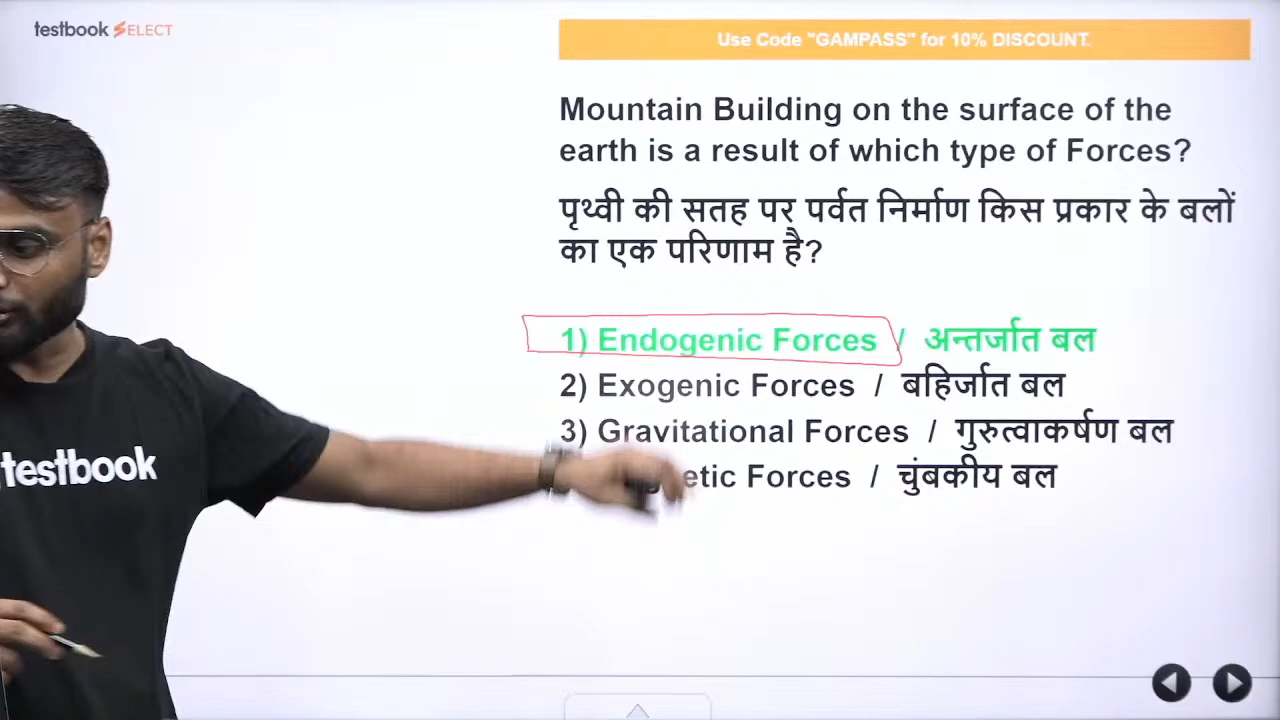 testbook SELECT
Use Code "GAMPASS" for 10% DISCOUNT.
Mountain Building on the surface of the
earth is a result of which type of Forces?
पृथ्वी की सतह पर पर्वत निर्माण किस प्रकार के बलों
का एक परिणाम है?
1) Endogenic Forces / अन्तर्जात बल
2) Exogenic Forces / बहिर्जात बल
3) Gravitational Forces / गुरुत्वाकर्षण बल
Forces / चुंबकीय बल
testbook